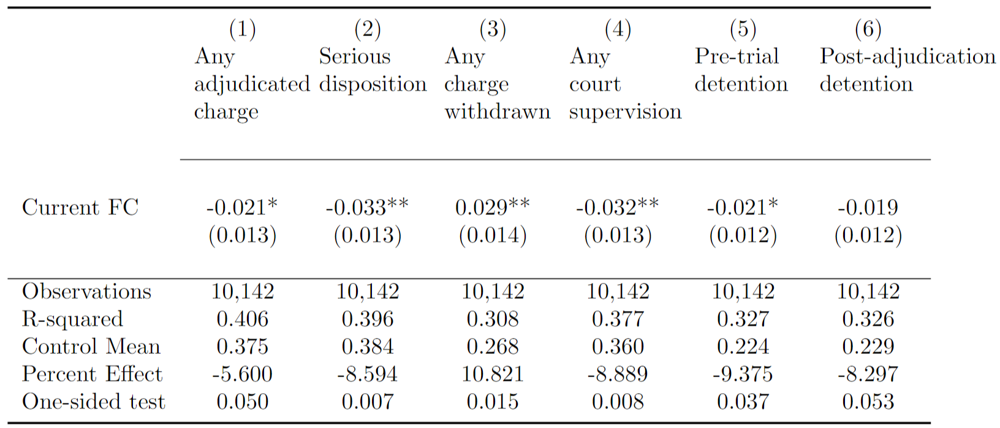 (1) (2) (3) (4) (5) (6)
Any Serious Any Any Pre-trial Post-adjudication
adjudicated disposition charge court detention detention
charge withdrawn supervision
Current FC -0.021* -0.033** 0.029** -0.032** -0.021* -0.019
(0.013) (0.013) (0.014) (0.013) (0.012) (0.012)
Observations 10,142 10,142 10,142 10,142 10,142 10,142
R-squared 0.406 0.396 0.308 0.377 0.327 0.326
Control Mean 0.375 0.384 0.268 0.360 0.224 0.229
Percent Effect -5.600 -8.594 10.821 -8.889 -9.375 -8.297
One-sided test 0.050 0.007 0.015 0.008 0.037 0.053